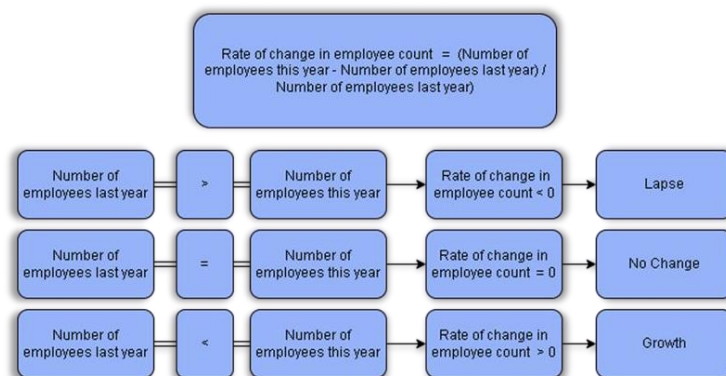 Rate of change in employee count = (Number of
employees this year - Number of employees last year) /
Number of employees last year)
Number of
employees last year
>
Number of
employees this year
Rate of change in
employee count < 0
Lapse
Number of
employees last year
=
Number of
employees this year
Rate of change in
employee count = 0
No Change
Number of
employees last year
<
Number of
employees this year
Rate of change in
employee count > 0
Growth